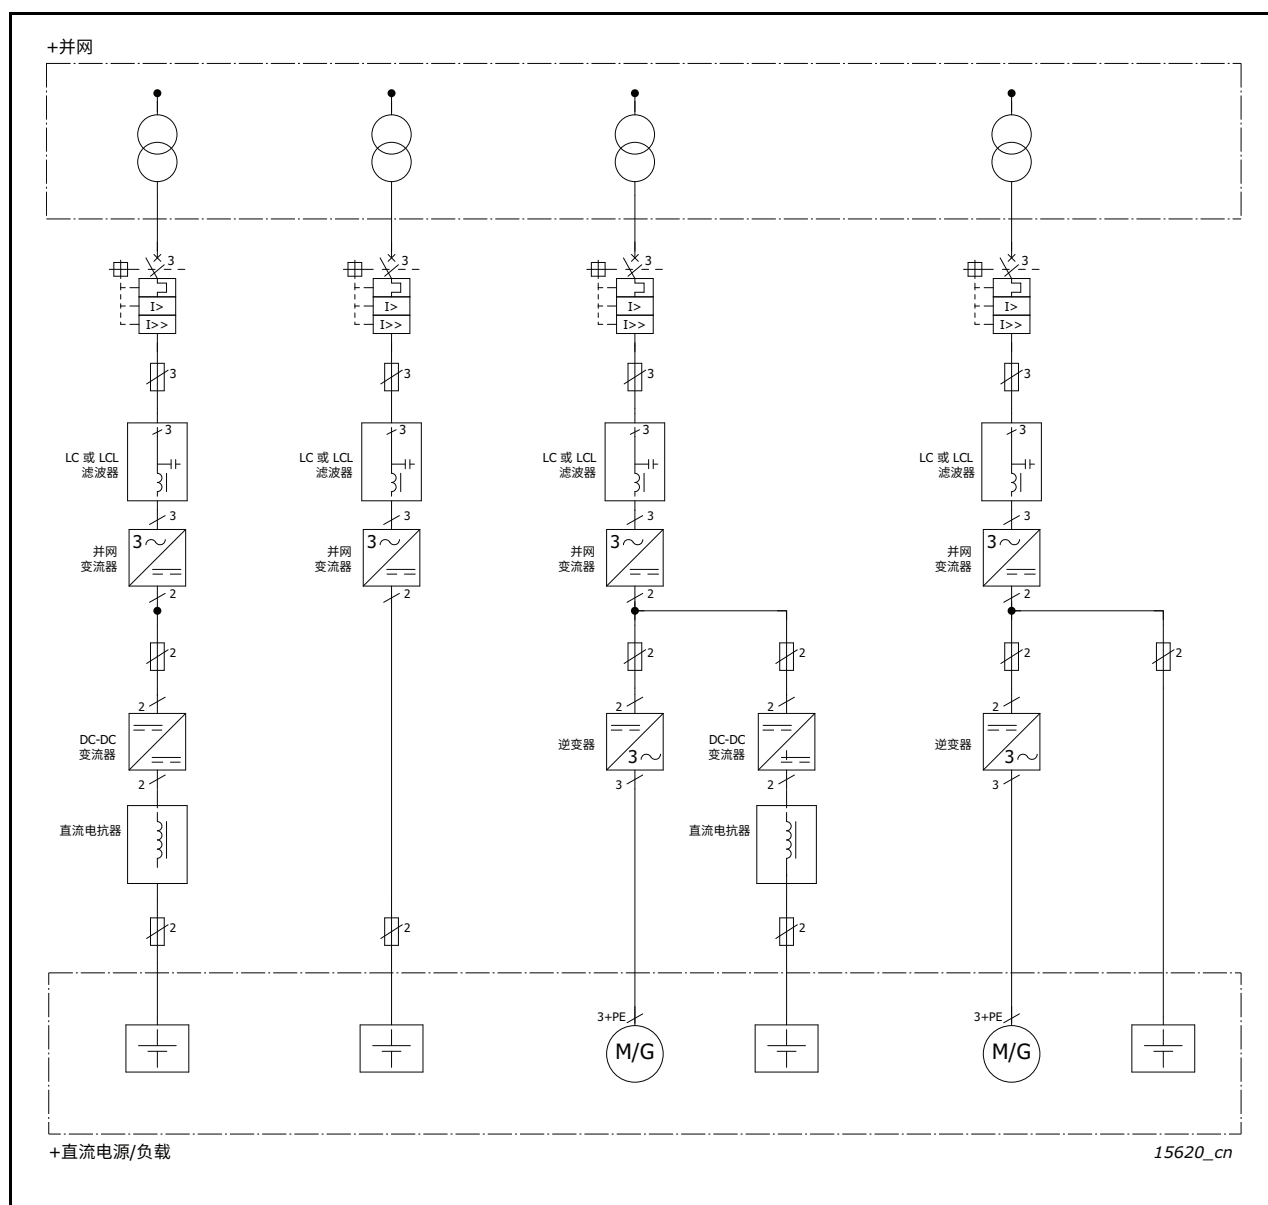 +并网
3 3 3 3
I> I> I> I>
I>> I>> I>> I>>
3 3 3 3
3 3 3 3
LC 或 LCL LC 或 LCL LC 或 LCL LC 或 LCL
滤波器 滤波器 滤波器 滤波器
3 3 3 3
3 3 3 3
并网 并网 并网 并网
变流器 变流器 变流器 变流器
2 2 2 2
2 2 2 2 2
2 2 2 2
DC-DC 逆变器 DC-DC 逆变器
变流器 变流器
3 3
2 3 2 3
直流电抗器 直流电抗器
2 2 2
3+PE 3+PE
M/G M/G
+直流电源/负载
15620_cn